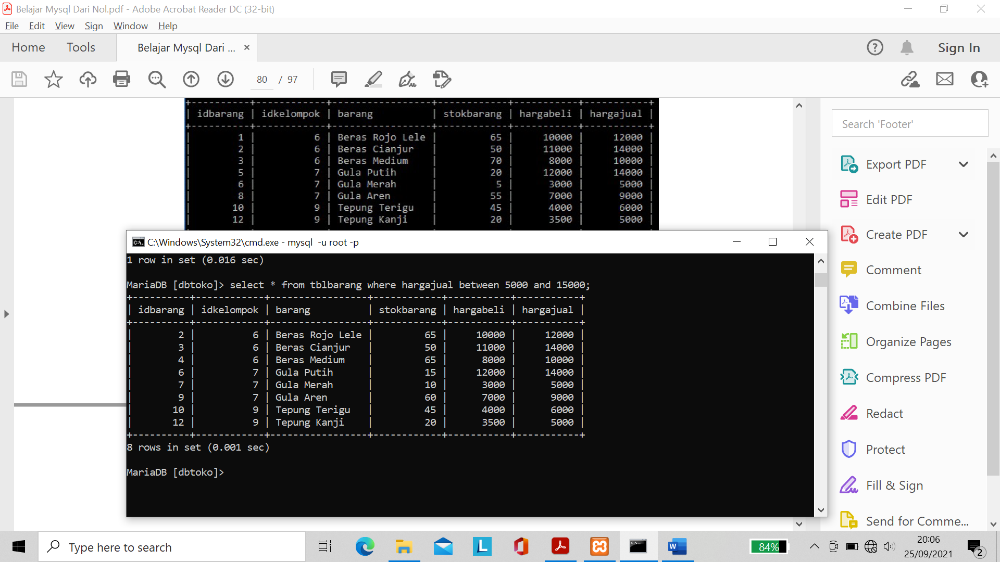 Belajar Mysql Dari Nol.pdf - Adobe Acrobat Reader DC (32-bit)
File Edit View Sign Window Help
Home Tools Belajar Mysql Dari ... × Sign In
80 / 97
+----------+------------+-----------------+------------+-----------+-----------+
| idbarang | idkelompok | barang          | stokbarang | hargabeli | hargajual |
+----------+------------+-----------------+------------+-----------+-----------+
|        1 |          6 | Beras Rojo Lele |         65 |     10000 |     12000 |
|        2 |          6 | Beras Cianjur   |         50 |     11000 |     14000 |
|        3 |          6 | Beras Medium    |         70 |      8000 |     10000 |
|        5 |          7 | Gula Putih      |         20 |     12000 |     14000 |
|        6 |          7 | Gula Merah      |          5 |      3000 |      5000 |
|        8 |          7 | Gula Aren       |         55 |      7000 |      9000 |
|       10 |          9 | Tepung Terigu   |         45 |      4000 |      6000 |
|       12 |          9 | Tepung Kanji    |         20 |      3500 |      5000 |
C:\Windows\System32\cmd.exe - mysql  -u root -p
1 row in set (0.016 sec)
MariaDB [dbtoko]> select * from tblbarang where hargajual between 5000 and 15000;
+----------+------------+-----------------+------------+-----------+-----------+
| idbarang | idkelompok | barang          | stokbarang | hargabeli | hargajual |
+----------+------------+-----------------+------------+-----------+-----------+
|        2 |          6 | Beras Rojo Lele |         65 |     10000 |     12000 |
|        3 |          6 | Beras Cianjur   |         50 |     11000 |     14000 |
|        4 |          6 | Beras Medium    |         65 |      8000 |     10000 |
|        6 |          7 | Gula Putih      |         15 |     12000 |     14000 |
|        7 |          7 | Gula Merah      |         10 |      3000 |      5000 |
|        9 |          7 | Gula Aren       |         60 |      7000 |      9000 |
|       10 |          9 | Tepung Terigu   |         45 |      4000 |      6000 |
|       12 |          9 | Tepung Kanji    |         20 |      3500 |      5000 |
+----------+------------+-----------------+------------+-----------+-----------+
8 rows in set (0.001 sec)
MariaDB [dbtoko]>
Search 'Footer'
Export PDF
Edit PDF
Create PDF
Comment
Combine Files
Organize Pages
Compress PDF
Redact
Protect
Fill & Sign
Send for Comme...
Type here to search
84%
20:06
25/09/2021
2